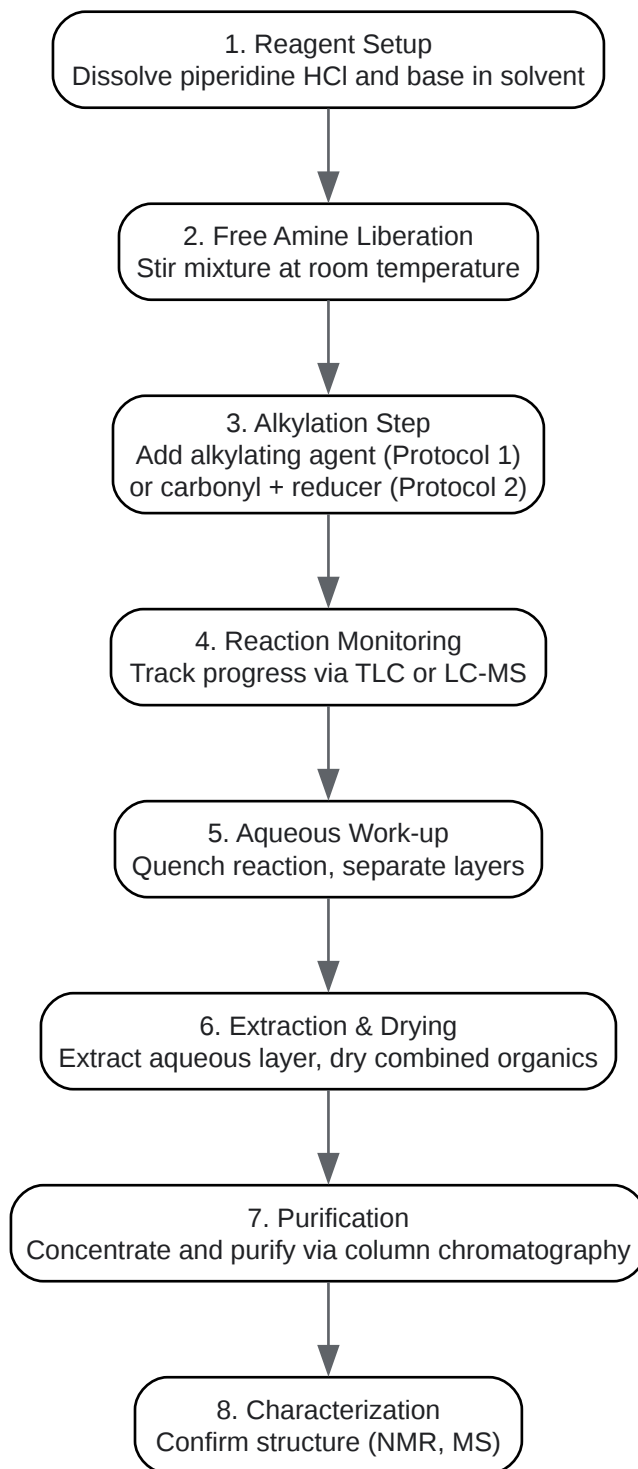 1. Reagent Setup
Dissolve piperidine HCl and base in solvent
2. Free Amine Liberation
Stir mixture at room temperature
3. Alkylation Step
Add alkylating agent (Protocol 1)
or carbonyl + reducer (Protocol 2)
4. Reaction Monitoring
Track progress via TLC or LC-MS
5. Aqueous Work-up
Quench reaction, separate layers
6. Extraction & Drying
Extract aqueous layer, dry combined organics
7. Purification
Concentrate and purify via column chromatography
8. Characterization
Confirm structure (NMR, MS)